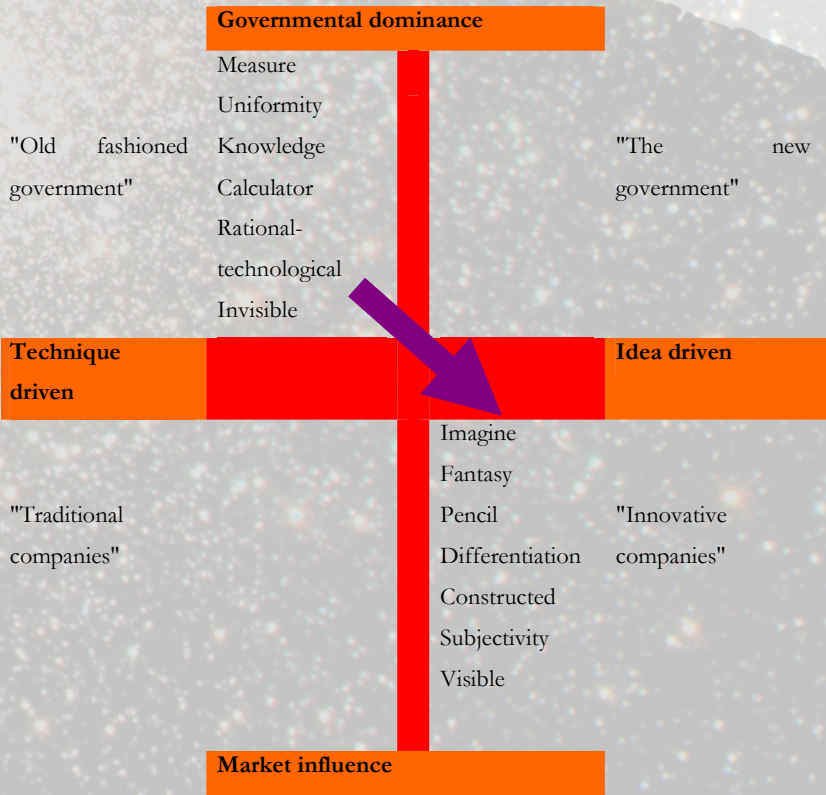 Governmental dominance
Measure
Uniformity
"Old fashioned
government"
Knowledge
Calculator
Rational-
technological
Invisible
"The new
government"
Technique
driven
Idea driven
"Traditional
companies"
Imagine
Fantasy
Pencil
Differentiation
Constructed
Subjectivity
Visible
"Innovative
companies"
Market influence